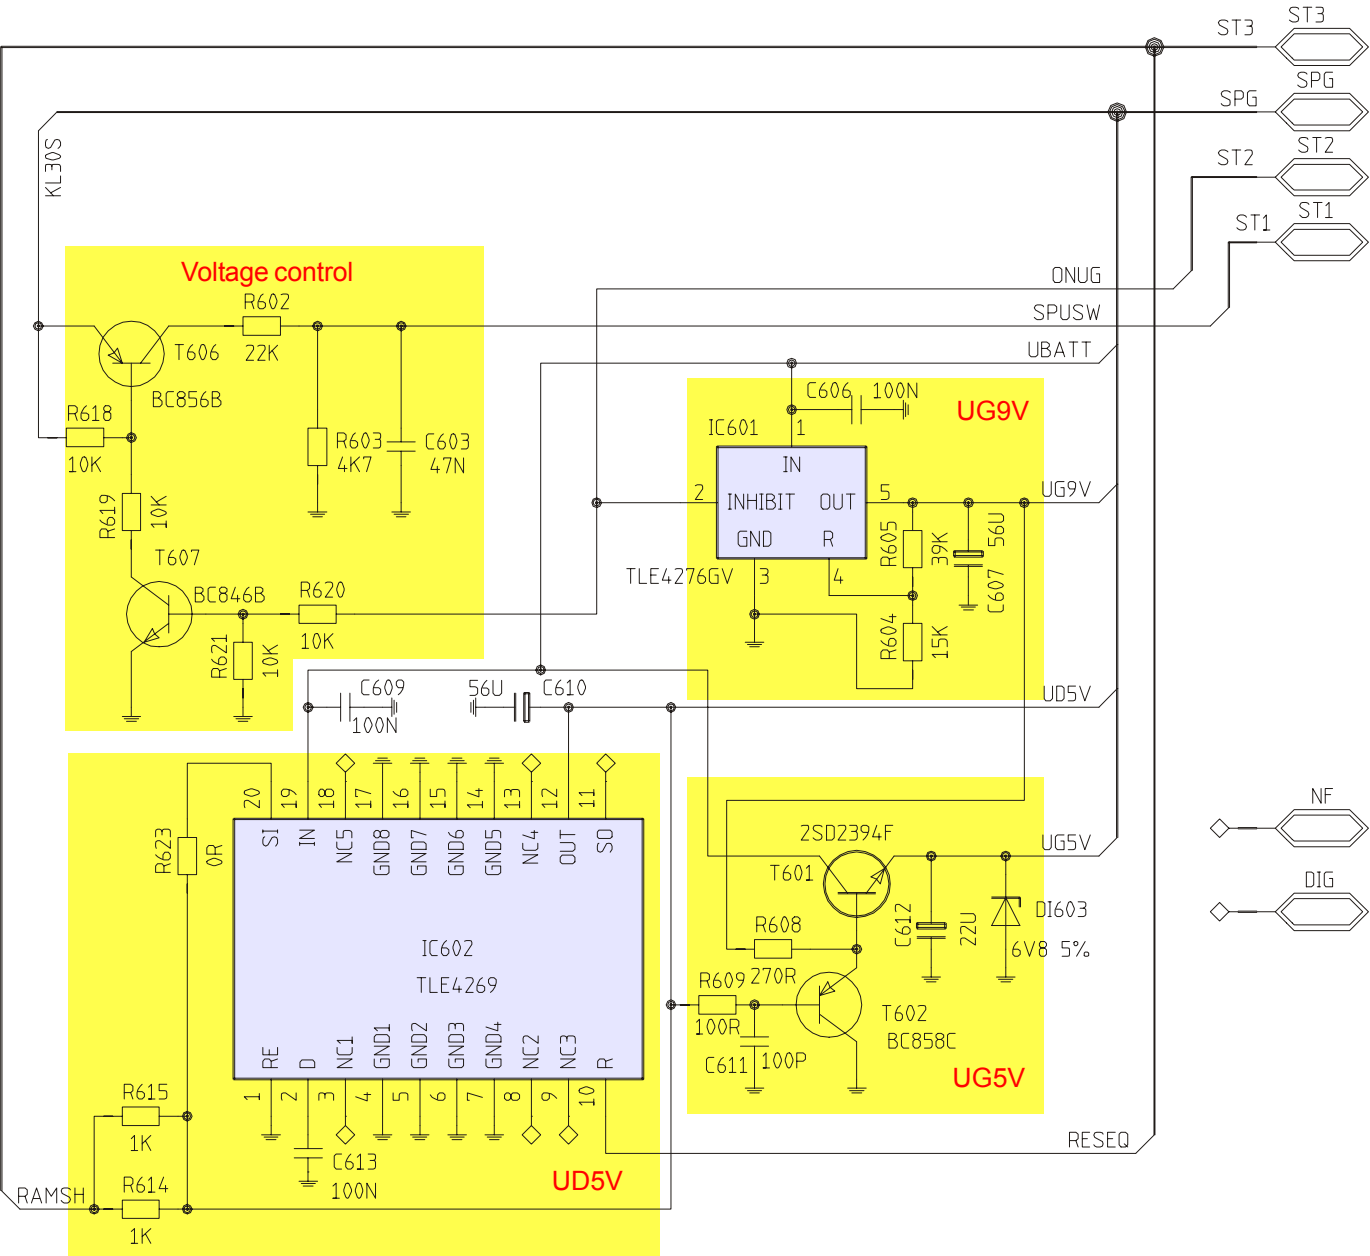 ST3
ST3
SPG
SPG
ST2
ST2
ST1
ST1
KL30S
ONUG
SPUSW
UBATT
Voltage control
R602
22K
T606
BC856B
R618
10K
R603
4K7
C603
47N
R619
10K
T607
BC846B
R620
10K
R621
10K
C606
100N
UG9V
IC601
1
IN
2
INHIBIT
OUT
5
GND
R
TLE4276GV
3
4
R605
39K
56U
C607
R604
15K
UG9V
C609
100N
56U
C610
UD5V
20
19
18
17
16
15
14
13
12
11
SI
IN
NC5
GND8
GND7
GND6
GND5
NC4
OUT
SO
R623
0R
IC602
TLE4269
RE
D
NC1
GND1
GND2
GND3
GND4
NC2
NC3
R
1
2
3
4
5
6
7
8
9
10
R615
1K
C613
100N
UD5V
RAMSH
R614
1K
2SD2394F
T601
UG5V
C612
22U
DI603
6V8 5%
R608
270R
R609
100R
T602
BC858C
C611
100P
UG5V
RESEQ
NF
DIG